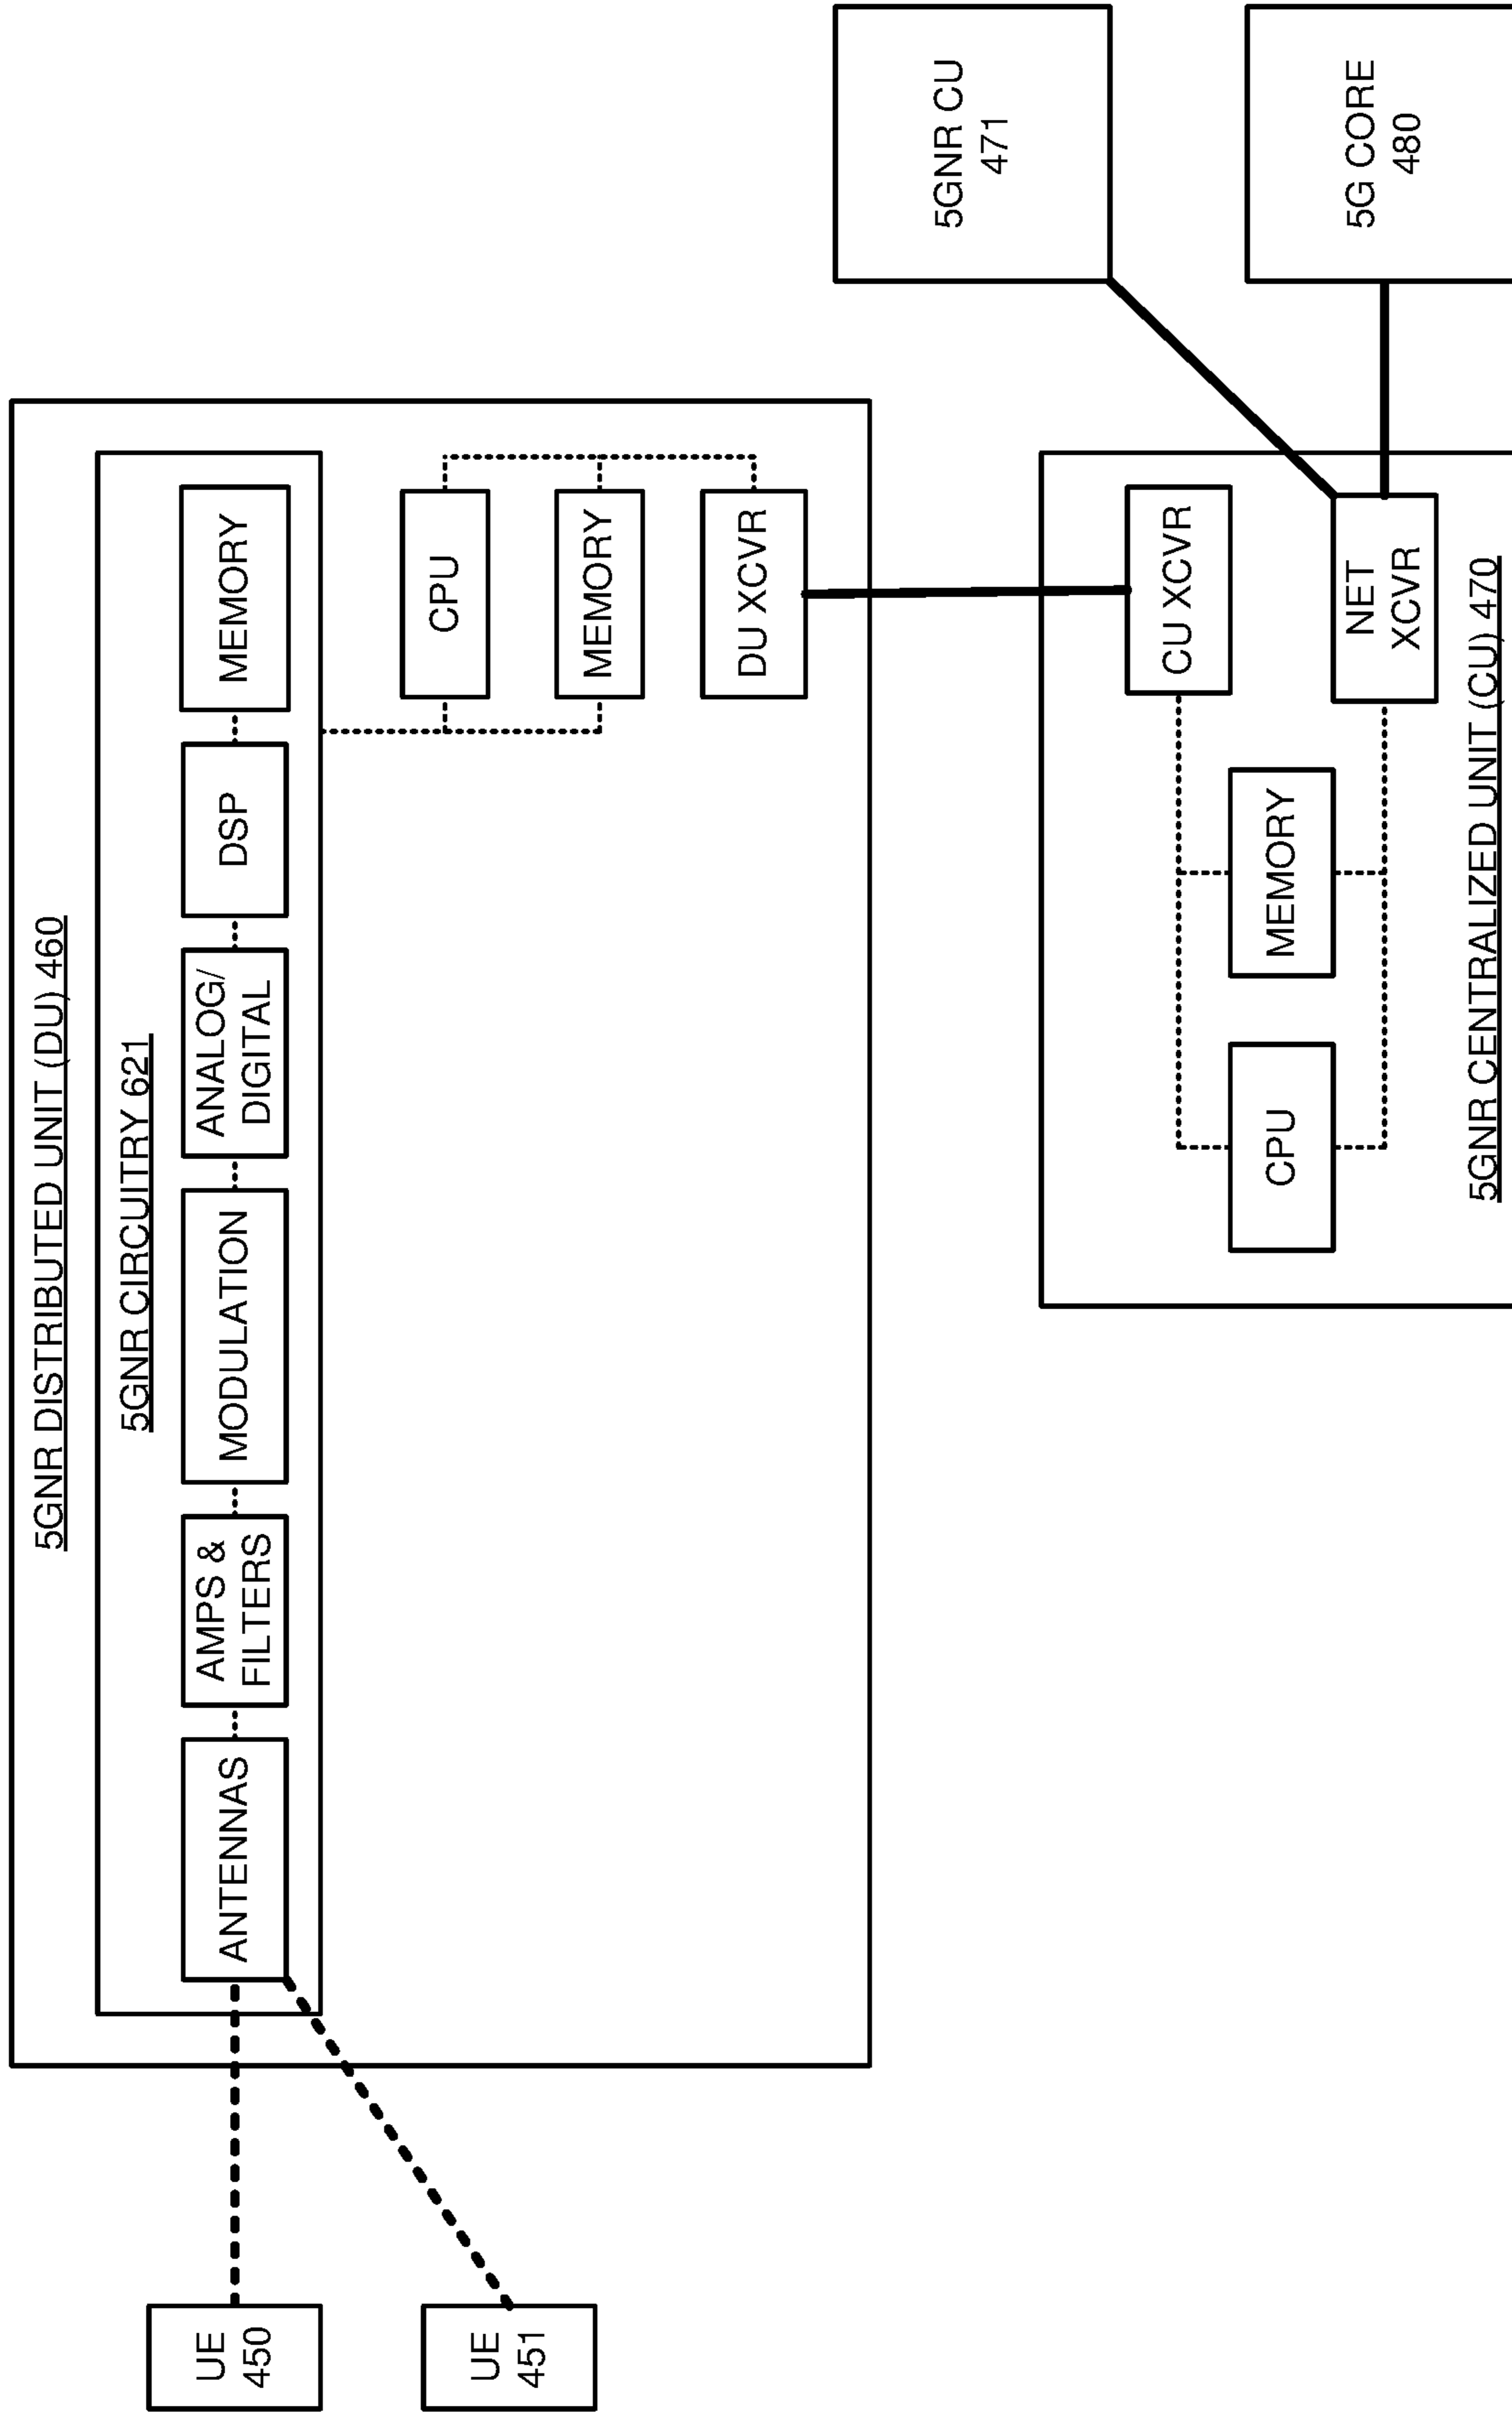 5GNR DISTRIBUTED UNIT (DU) 460
5GNR CIRCUITRY 621
ANTENNAS
AMPS &
FILTERS
MODULATION
ANALOG/
DIGITAL
DSP
MEMORY
CPU
MEMORY
DU XCVR
UE
450
UE
451
5GNR CU
471
5G CORE
480
CU XCVR
MEMORY
CPU
NET
XCVR
5GNR CENTRALIZED UNIT (CU) 470